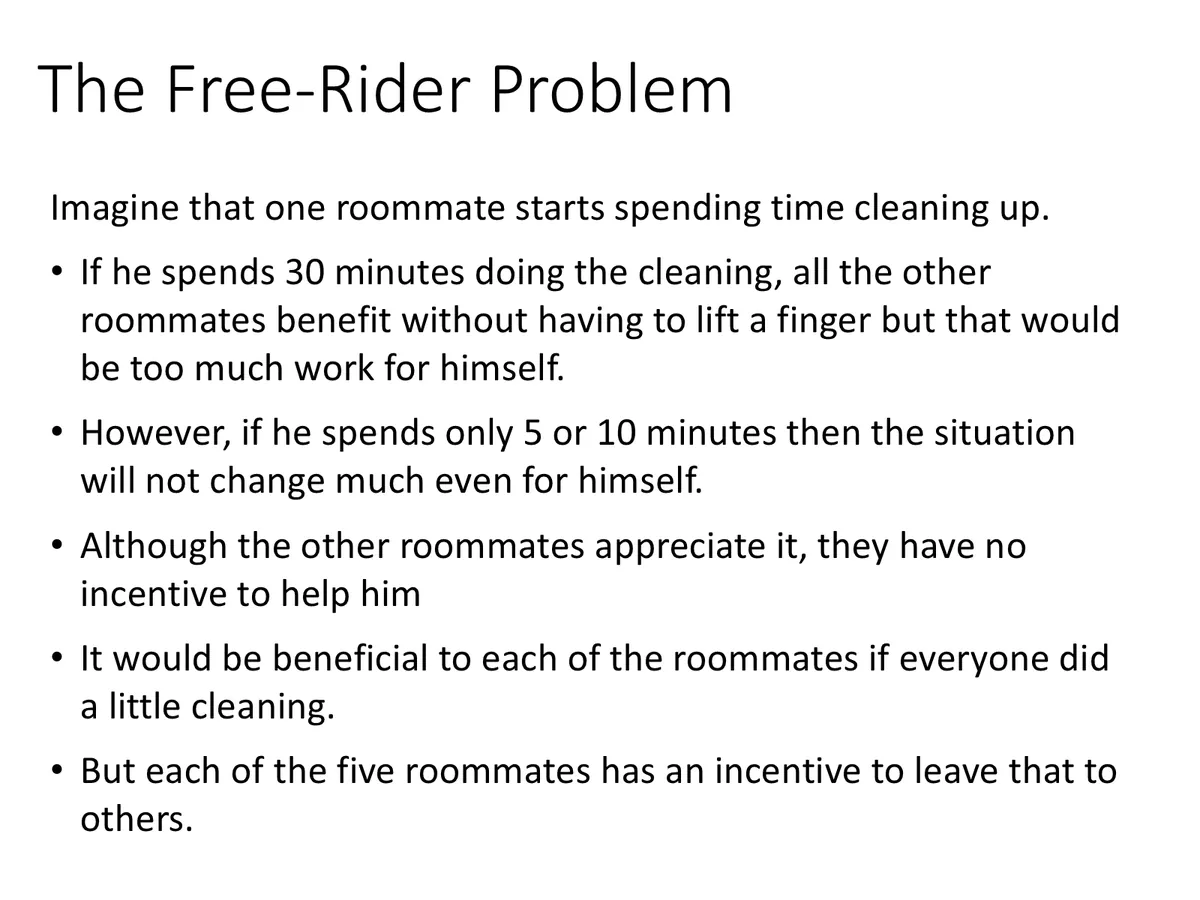 The Free-Rider Problem
Imagine that one roommate starts spending time cleaning up.
• If he spends 30 minutes doing the cleaning, all the other
roommates benefit without having to lift a finger but that would
be too much work for himself.
• However, if he spends only 5 or 10 minutes then the situation
will not change much even for himself.
• Although the other roommates appreciate it, they have no
incentive to help him
• It would be beneficial to each of the roommates if everyone did
a little cleaning.
• But each of the five roommates has an incentive to leave that to
others.